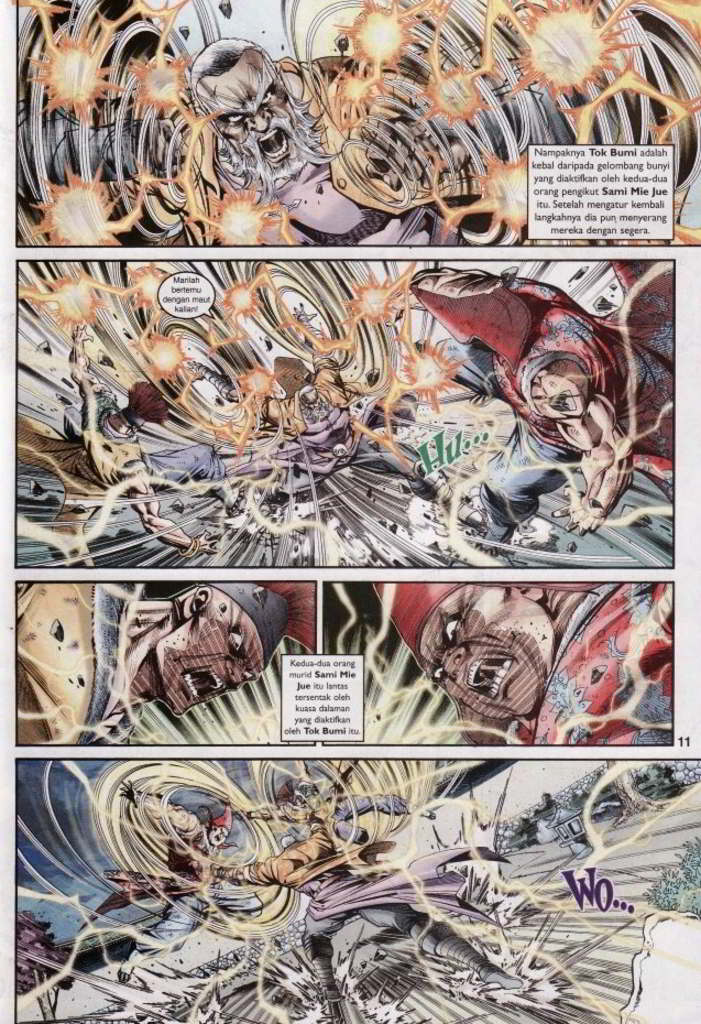 Nampaknya Tok Bumi adalah
kebal daripada gelombang bunyi
yang diaktifkan oleh kedua-dua
orang pengikut Sami Mie Jue
itu. Setelah mengatur kembali
langkahnya dia pun menyerang
mereka dengan segera.
Marilah
bertemu
dengan maut
kalian!
HU...
Kedua-dua orang
murid Sami Mie
Jue itu lantas
tersentak oleh
kuasa dalaman
yang diaktifkan
oleh Tok Bumi itu.
11
WO...